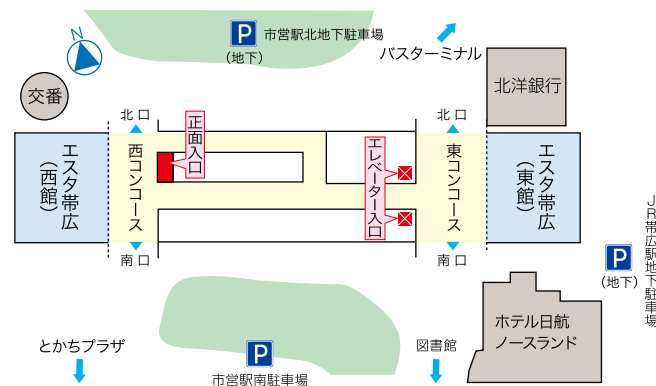 N
P
(地下)
市営駅北地下駐車場
バスターミナル
交番
北洋銀行
北口
北口
正面入口
エスタ帯広
(西館)
西コンコース
エレベーター入口
東コンコース
エスタ帯広
(東館)
南口
南口
P
(地下)
JR帯広駅地下駐車場
ホテル日航
ノースランド
とかちプラザ
P
市営駅南駐車場
図書館